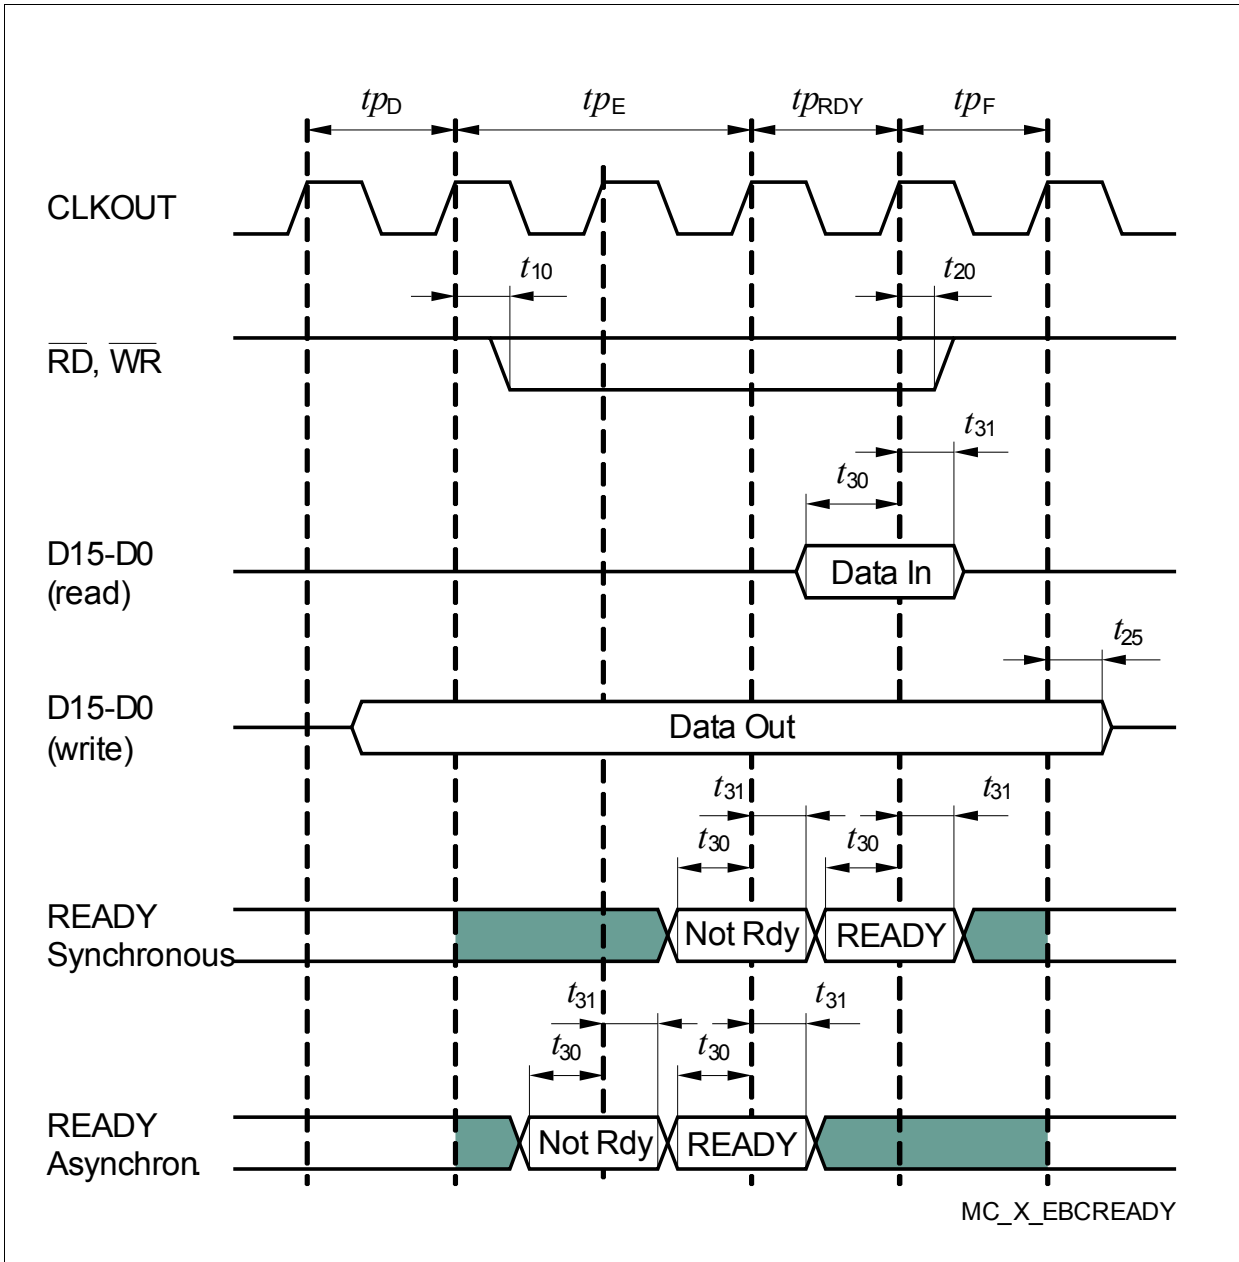 tpD tpE tpRDY tpF
CLKOUT
t10 t20
RD, WR
t31
t30
D15-D0
(read)
Data In
t25
D15-D0
(write)
Data Out
t31 t31
t30 t30
READY
Synchronous
Not Rdy READY
t31 t31
t30 t30
READY
Asynchron.
Not Rdy READY
MC_X_EBCREADY